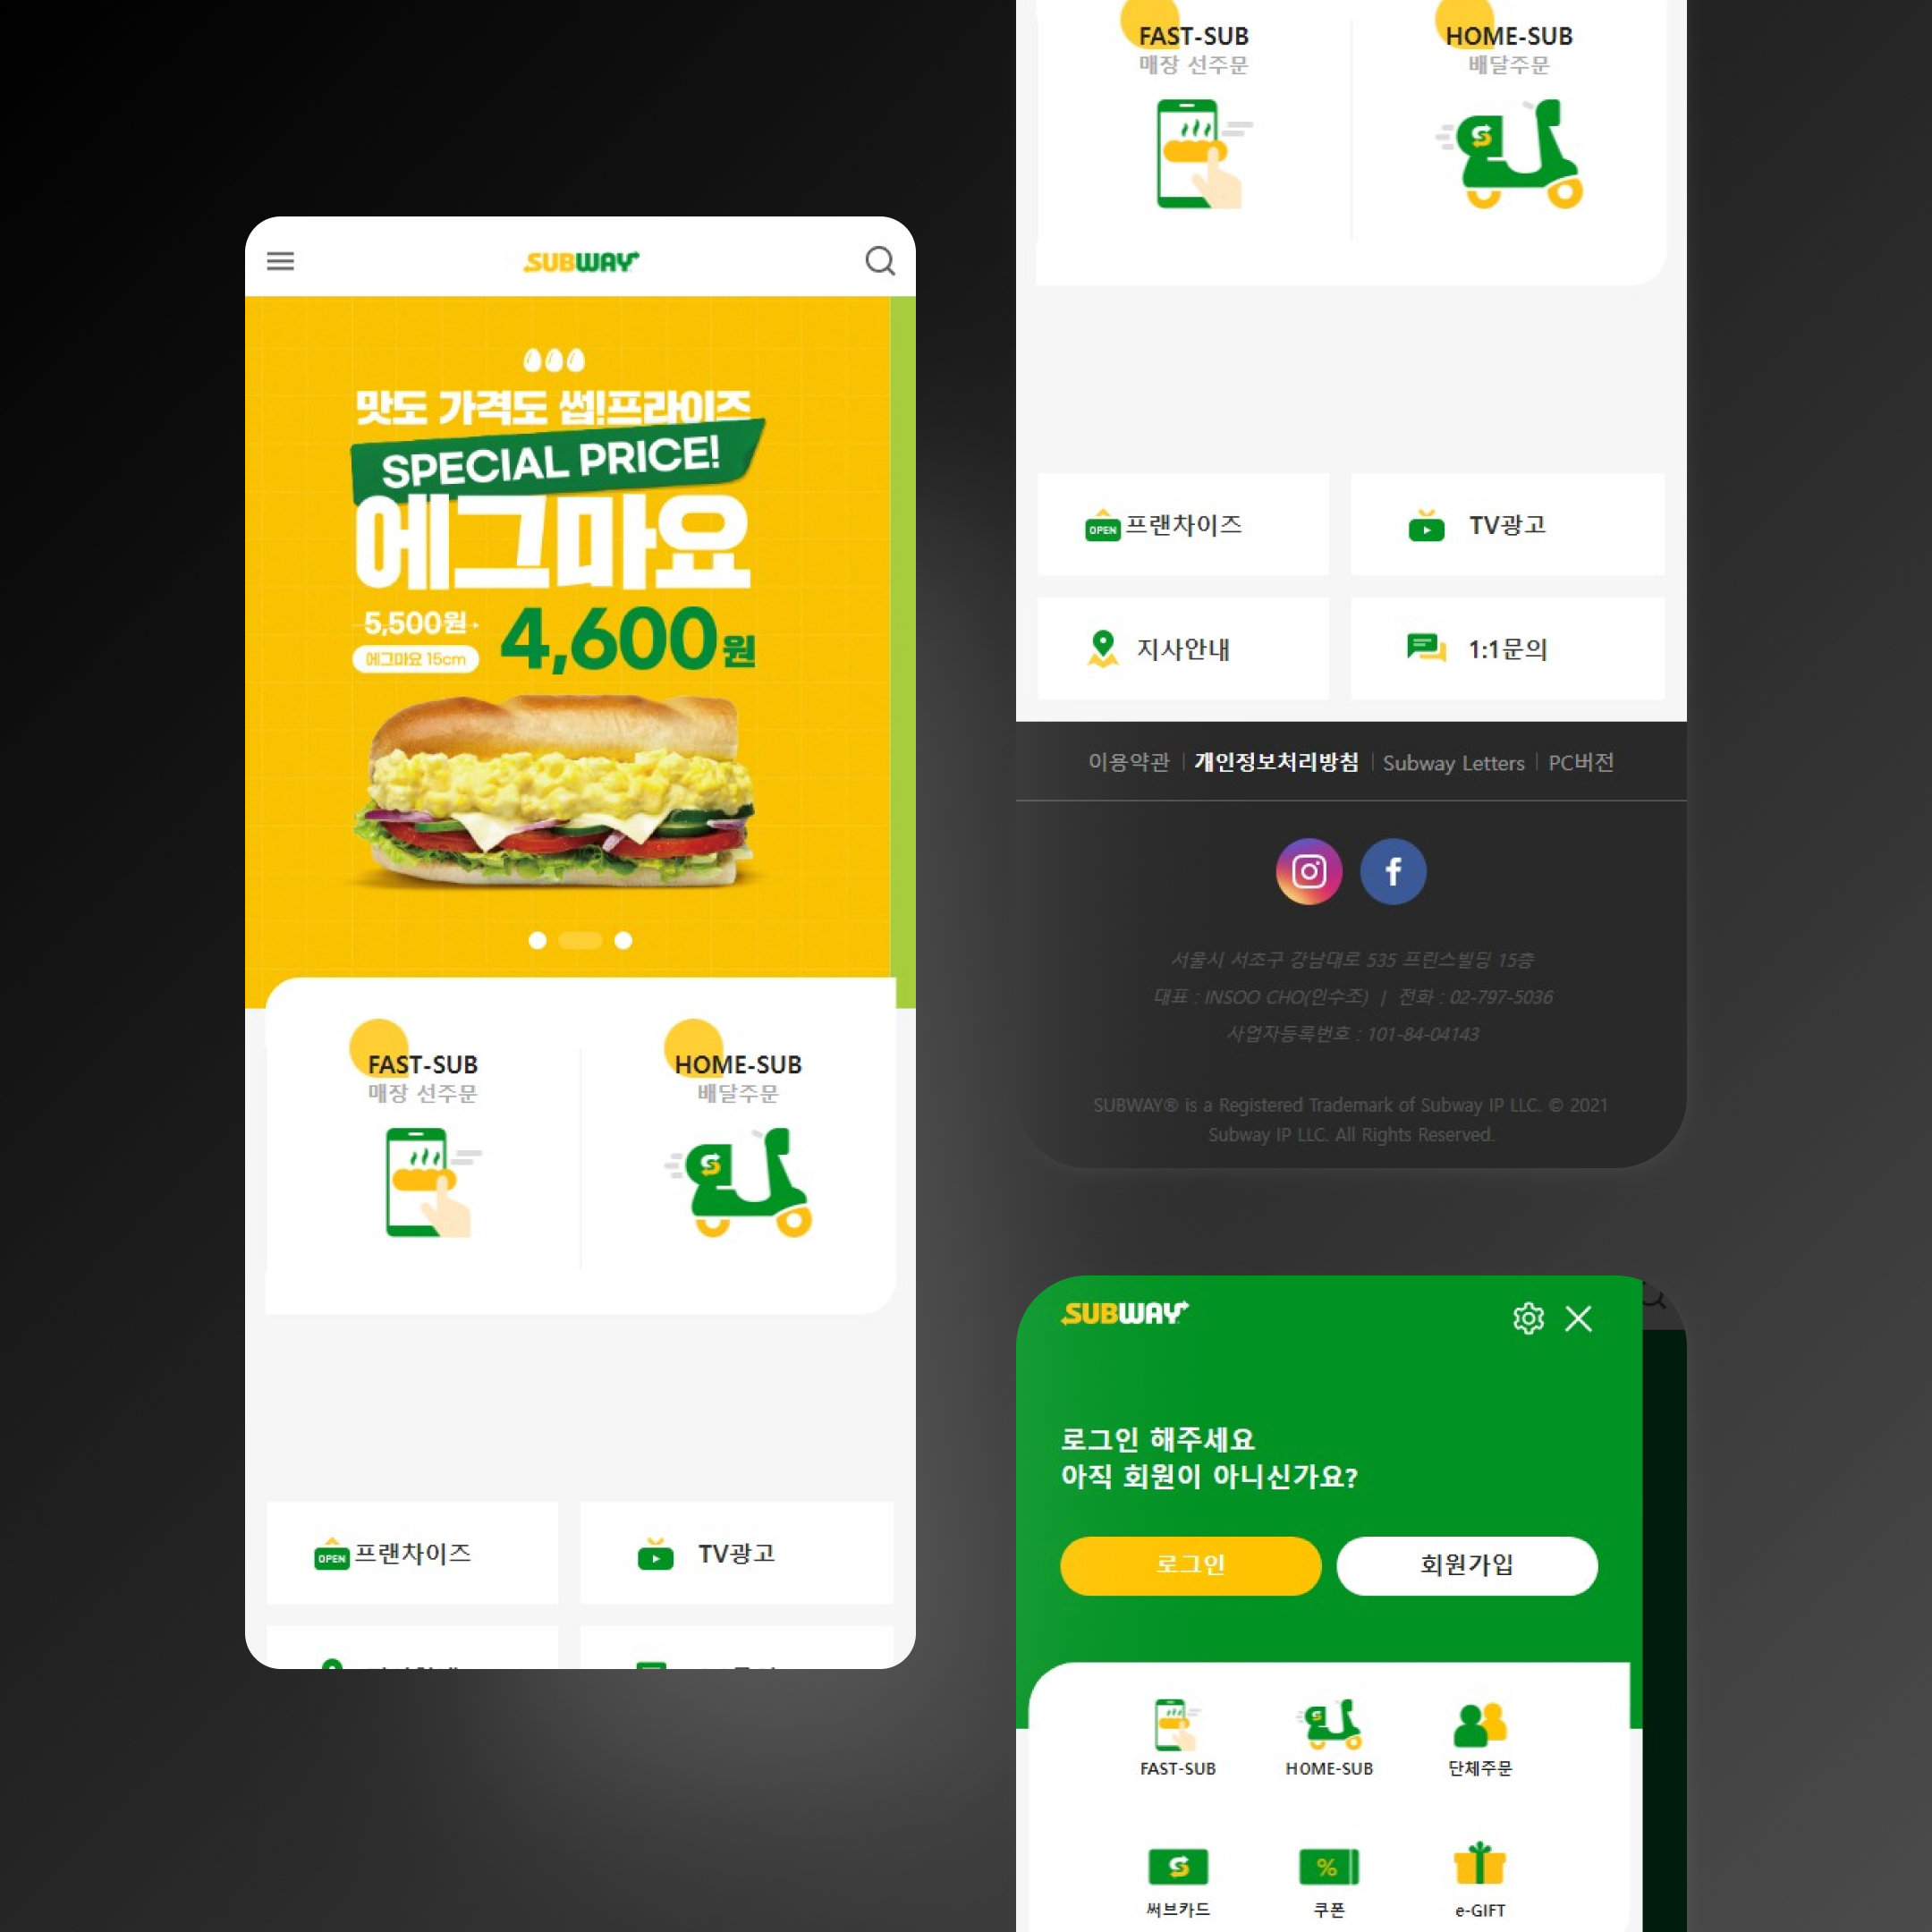 SUBWAY
맛도 가격도 썹!프라이즈
SPECIAL PRICE!
에그마요
5,500원
에그마요 15cm
4,600원
FAST-SUB
매장 선주문
HOME-SUB
배달주문
OPEN 프랜차이즈
TV광고
FAST-SUB
매장 선주문
HOME-SUB
배달주문
OPEN 프랜차이즈
TV광고
지사안내
1:1문의
이용약관 | 개인정보처리방침 | Subway Letters | PC버전
서울시 서초구 강남대로 535 프린스빌딩 15층
대표 : INSOO CHO(인수조) | 전화 : 02-797-5036
사업자등록번호 : 101-84-04143
SUBWAY® is a Registered Trademark of Subway IP LLC. © 2021
Subway IP LLC. All Rights Reserved.
SUBWAY
로그인 해주세요
아직 회원이 아니신가요?
로그인
회원가입
FAST-SUB
HOME-SUB
단체주문
써브카드
%
쿠폰
e-GIFT